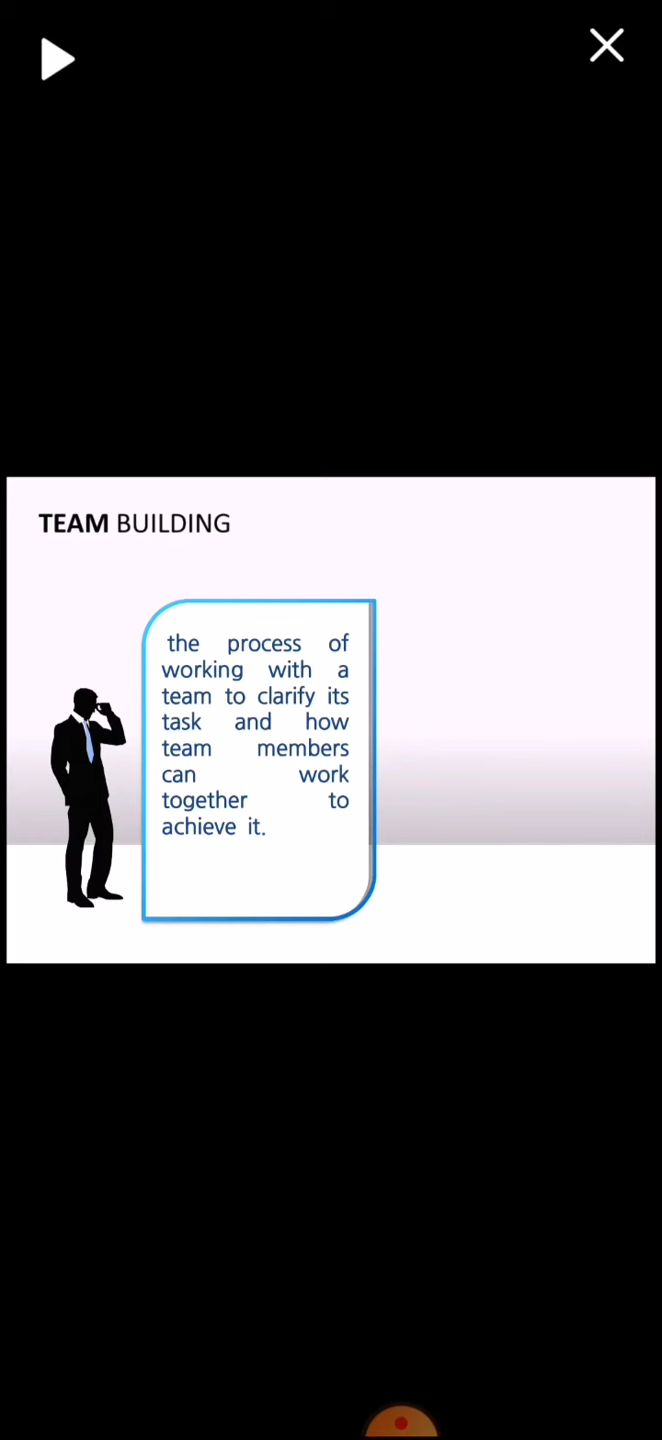 TEAM BUILDING
the process of
working with a
team to clarify its
task and how
team members
can work
together to
achieve it.